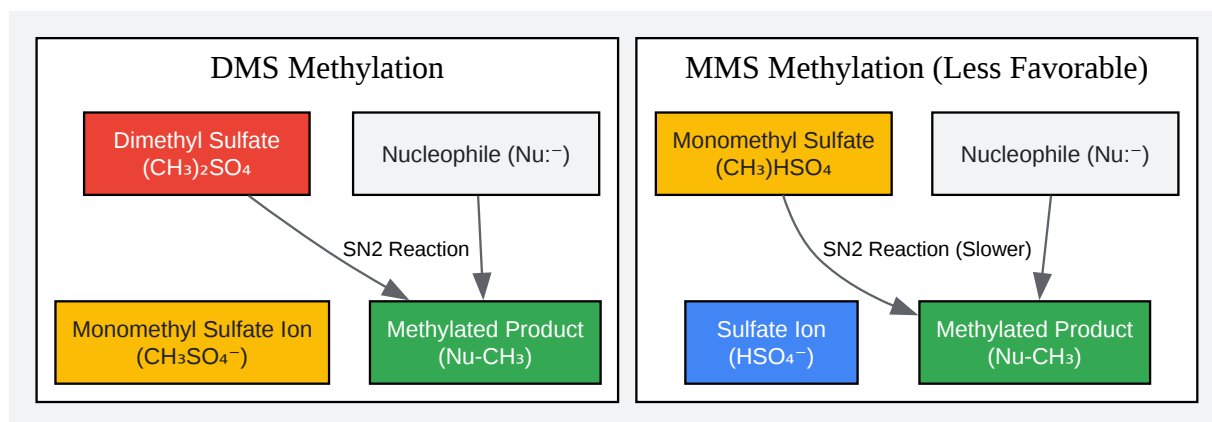 DMS Methylation
Dimethyl Sulfate
(CH₃)₂SO₄
Nucleophile (Nu:⁻)
SN2 Reaction
Monomethyl Sulfate Ion
(CH₃SO₄⁻)
Methylated Product
(Nu-CH₃)
MMS Methylation (Less Favorable)
Monomethyl Sulfate
(CH₃)HSO₄
Nucleophile (Nu:⁻)
SN2 Reaction (Slower)
Sulfate Ion
(HSO₄⁻)
Methylated Product
(Nu-CH₃)